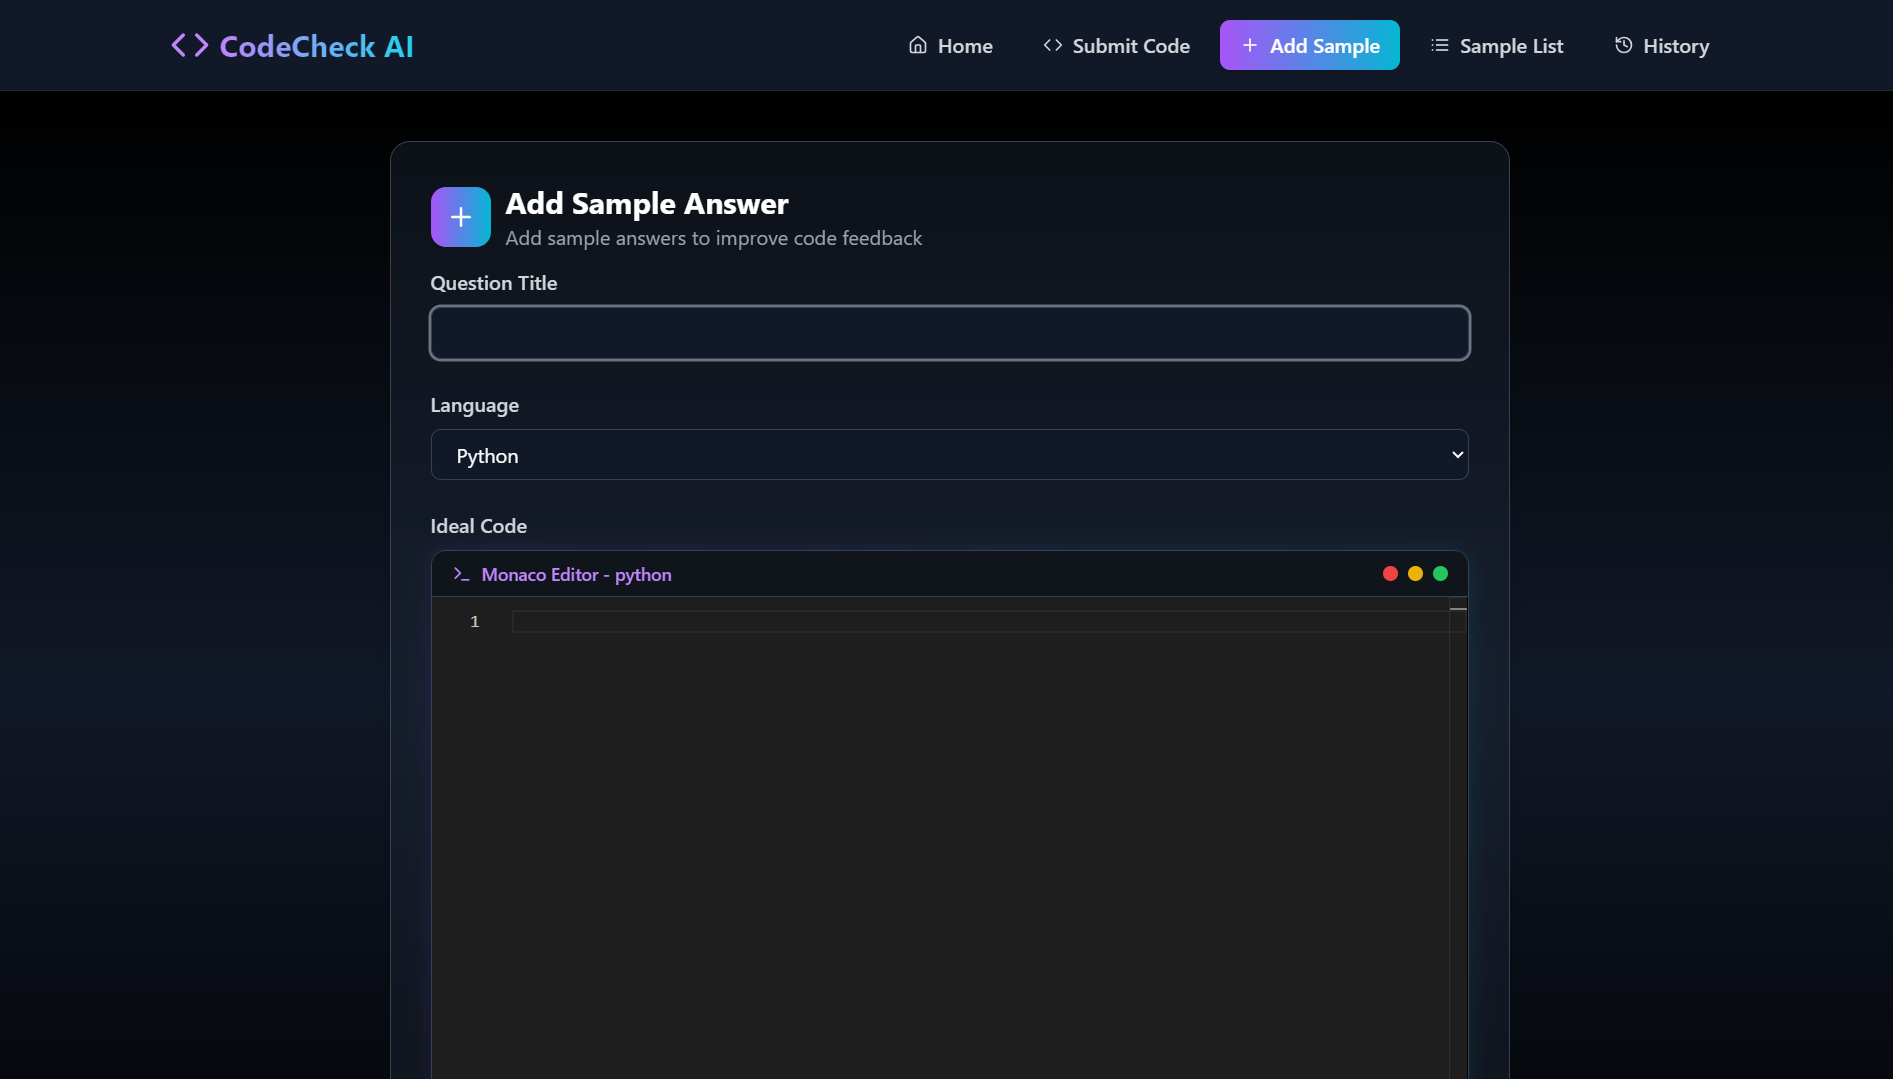 CodeCheck AI
Home
Submit Code
Add Sample
Sample List
History
Add Sample Answer
Add sample answers to improve code feedback
Question Title
Language
Python
Ideal Code
Monaco Editor - python
1